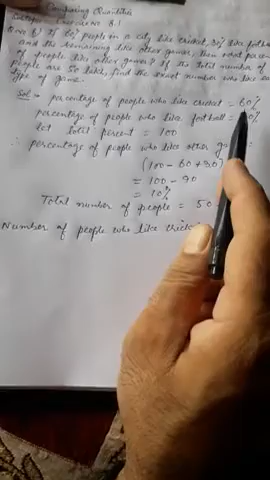 Comparing Quantities
Exercise 8.1
Ques 6) If 60% people in a city like cricket, 30% like football
and the remaining like other games, then what percent
of people like other games? If the total number of
people are 50 lakhs, find the exact number who like each
type of game.
Sol:- percentage of people who like cricket = 60%
percentage of people who like football = 30%
Let total percent = 100
∴ percentage of people who like other
(100 - 60 + 30)
= 100 - 90
= 10%
Total number of people = 50
Number of people who like cricket